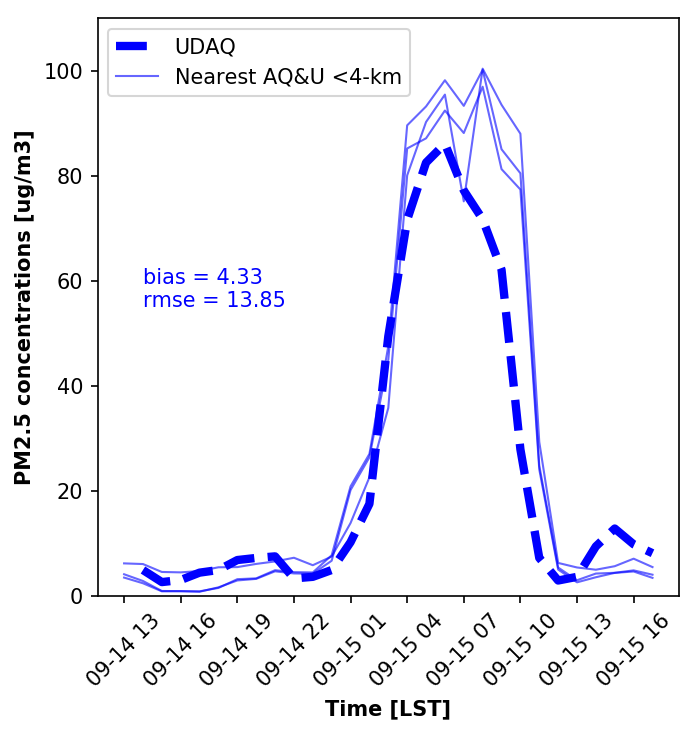 UDAQ
Nearest AQ&U <4-km
100
80
60
40
20
0
PM2.5 concentrations [ug/m3]
bias = 4.33
rmse = 13.85
09-14 13
09-14 16
09-14 19
09-14 22
09-15 01
09-15 04
09-15 07
09-15 10
09-15 13
09-15 16
Time [LST]